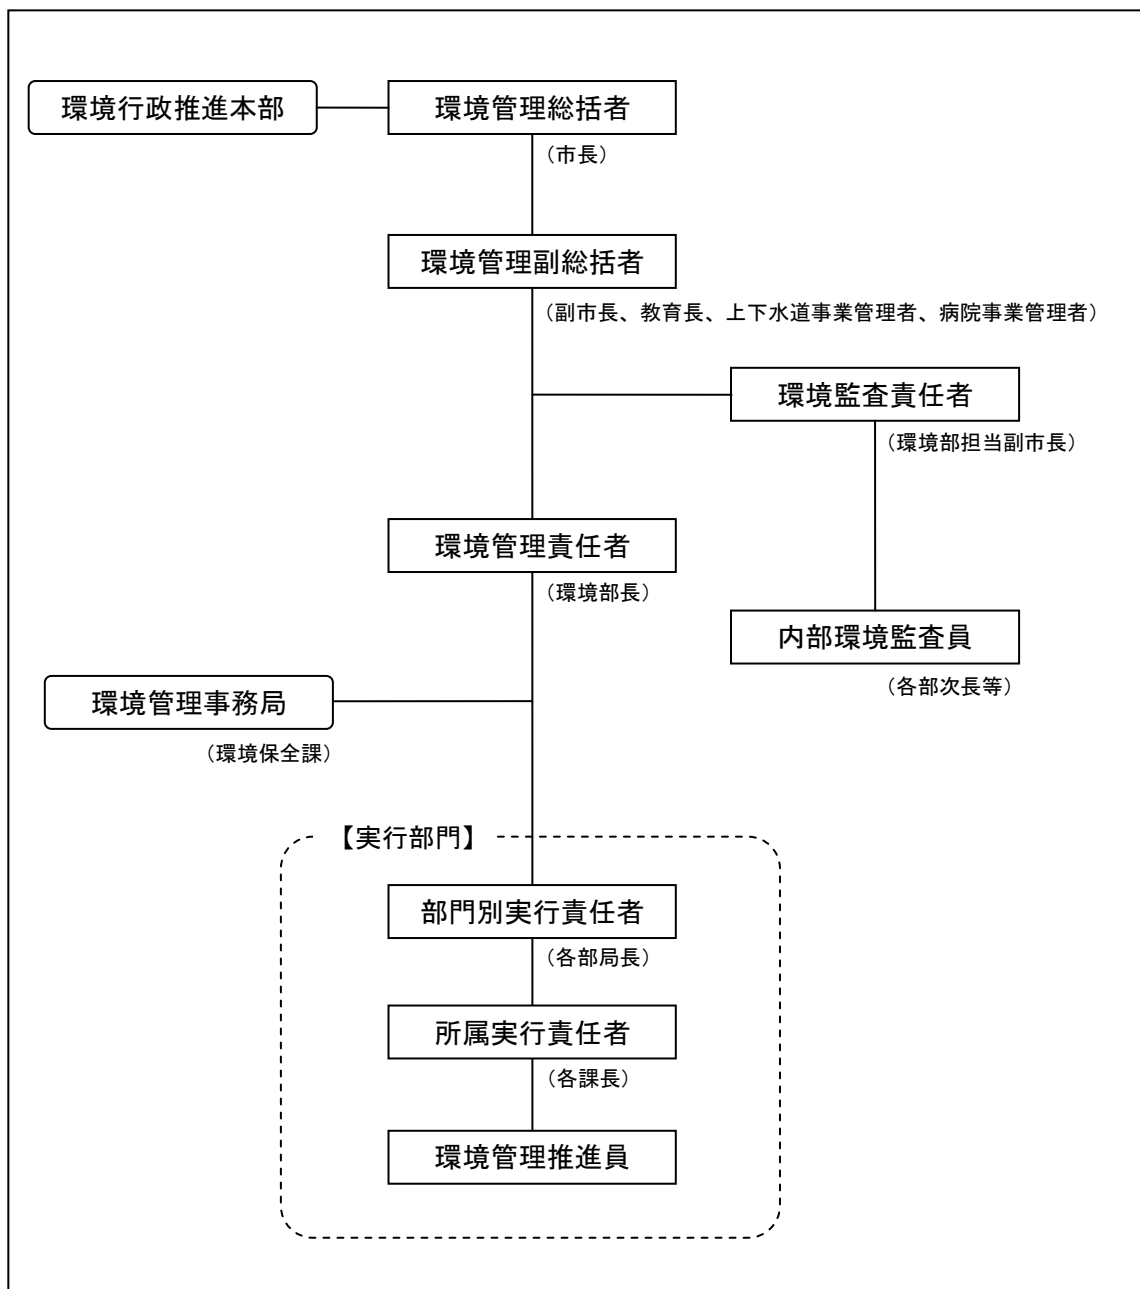 環境行政推進本部
環境管理総括者
（市長）
環境管理副総括者
（副市長、教育長、上下水道事業管理者、病院事業管理者）
環境監査責任者
（環境部担当副市長）
環境管理責任者
（環境部長）
内部環境監査員
（各部次長等）
環境管理事務局
（環境保全課）
【実行部門】
部門別実行責任者
（各部局長）
所属実行責任者
（各課長）
環境管理推進員